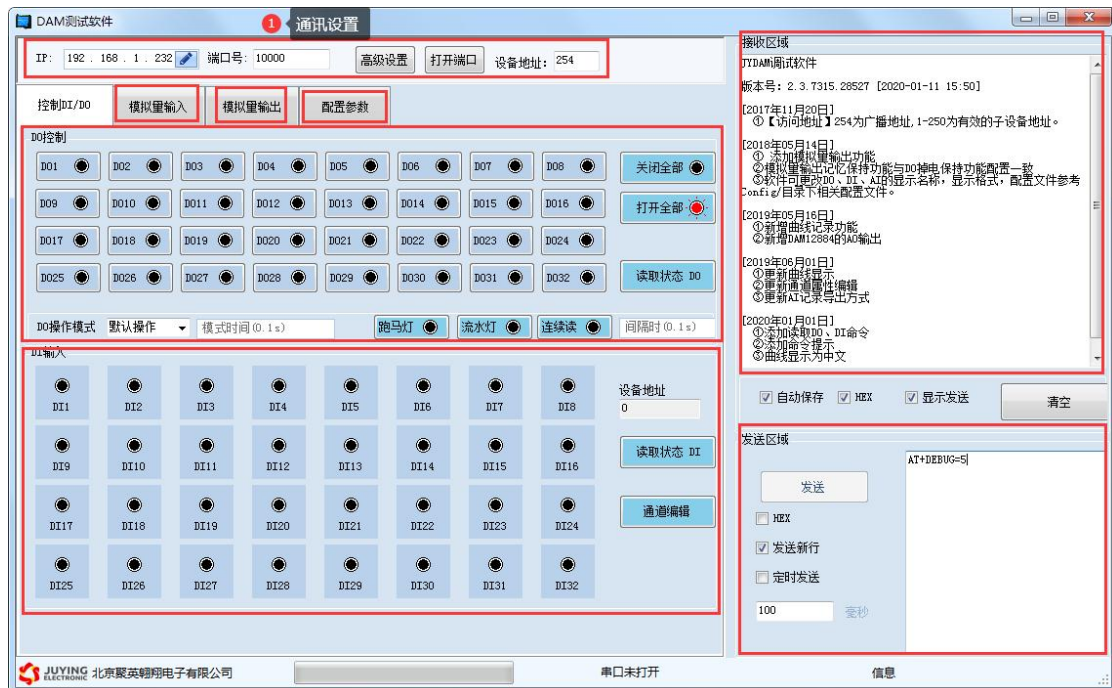 DAM测试软件
1 通讯设置
IP: 192 . 168 . 1 . 232 端口号: 10000 高级设置 打开端口 设备地址: 254
控制DI/DO 模拟量输入 模拟量输出 配置参数
DO控制
DO1 DO2 DO3 DO4 DO5 DO6 DO7 DO8 关闭全部
DO9 DO10 DO11 DO12 DO13 DO14 DO15 DO16 打开全部
DO17 DO18 DO19 DO20 DO21 DO22 DO23 DO24
DO25 DO26 DO27 DO28 DO29 DO30 DO31 DO32 读取状态 DO
DO操作模式 默认操作 模式时间(0.1s) 跑马灯 流水灯 连续读 间隔时(0.1s)
DI输入
DI1 DI2 DI3 DI4 DI5 DI6 DI7 DI8
设备地址
0
DI9 DI10 DI11 DI12 DI13 DI14 DI15 DI16 读取状态 DI
DI17 DI18 DI19 DI20 DI21 DI22 DI23 DI24 通道编辑
DI25 DI26 DI27 DI28 DI29 DI30 DI31 DI32
接收区域
JYDAM调试软件
版本号: 2.3.7315.28527 [2020-01-11 15:50]
[2017年11月20日]
①【访问地址】254为广播地址,1-250为有效的子设备地址。
[2018年05月14日]
① 添加模拟量输出功能
②模拟量输出记忆保持功能与DO掉电保持功能配置一致
③软件可更改DO、DI、AI的显示名称，显示格式，配置文件参考
Config/目录下相关配置文件。
[2019年05月16日]
①新增曲线记录功能
②新增DAM12884的AO输出
[2019年06月01日]
①更新曲线显示
②更新通道属性编辑
③更新AI记录导出方式
[2020年01月01日]
①添加读取DO、DI命令
②添加命令提示
③曲线显示为中文
自动保存 HEX 显示发送 清空
发送区域
AT+DEBUG=5
发送
HEX
发送新行
定时发送
100 毫秒
JUYING ELECTRONIC 北京聚英翱翔电子有限公司 串口未打开 信息